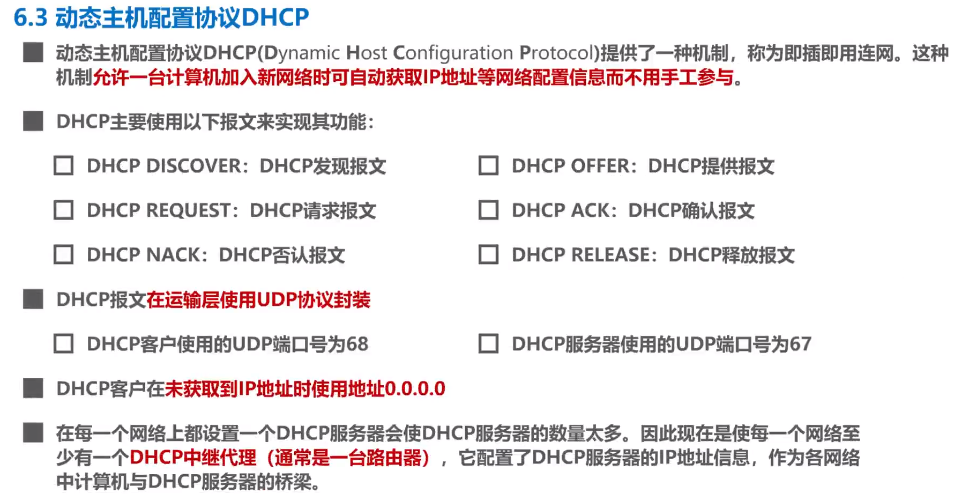 6.3 动态主机配置协议DHCP
动态主机配置协议DHCP(Dynamic Host Configuration Protocol)提供了一种机制，称为即插即用连网。这种
机制允许一台计算机加入新网络时可自动获取IP地址等网络配置信息而不用手工参与。
DHCP主要使用以下报文来实现其功能：
DHCP DISCOVER：DHCP发现报文
DHCP OFFER：DHCP提供报文
DHCP REQUEST：DHCP请求报文
DHCP ACK：DHCP确认报文
DHCP NACK：DHCP否认报文
DHCP RELEASE：DHCP释放报文
DHCP报文在运输层使用UDP协议封装
DHCP客户使用的UDP端口号为68
DHCP服务器使用的UDP端口号为67
DHCP客户在未获取到IP地址时使用地址0.0.0.0
在每一个网络上都设置一个DHCP服务器会使DHCP服务器的数量太多。因此现在是使每一个网络至
少有一个DHCP中继代理（通常是一台路由器），它配置了DHCP服务器的IP地址信息，作为各网络
中计算机与DHCP服务器的桥梁。